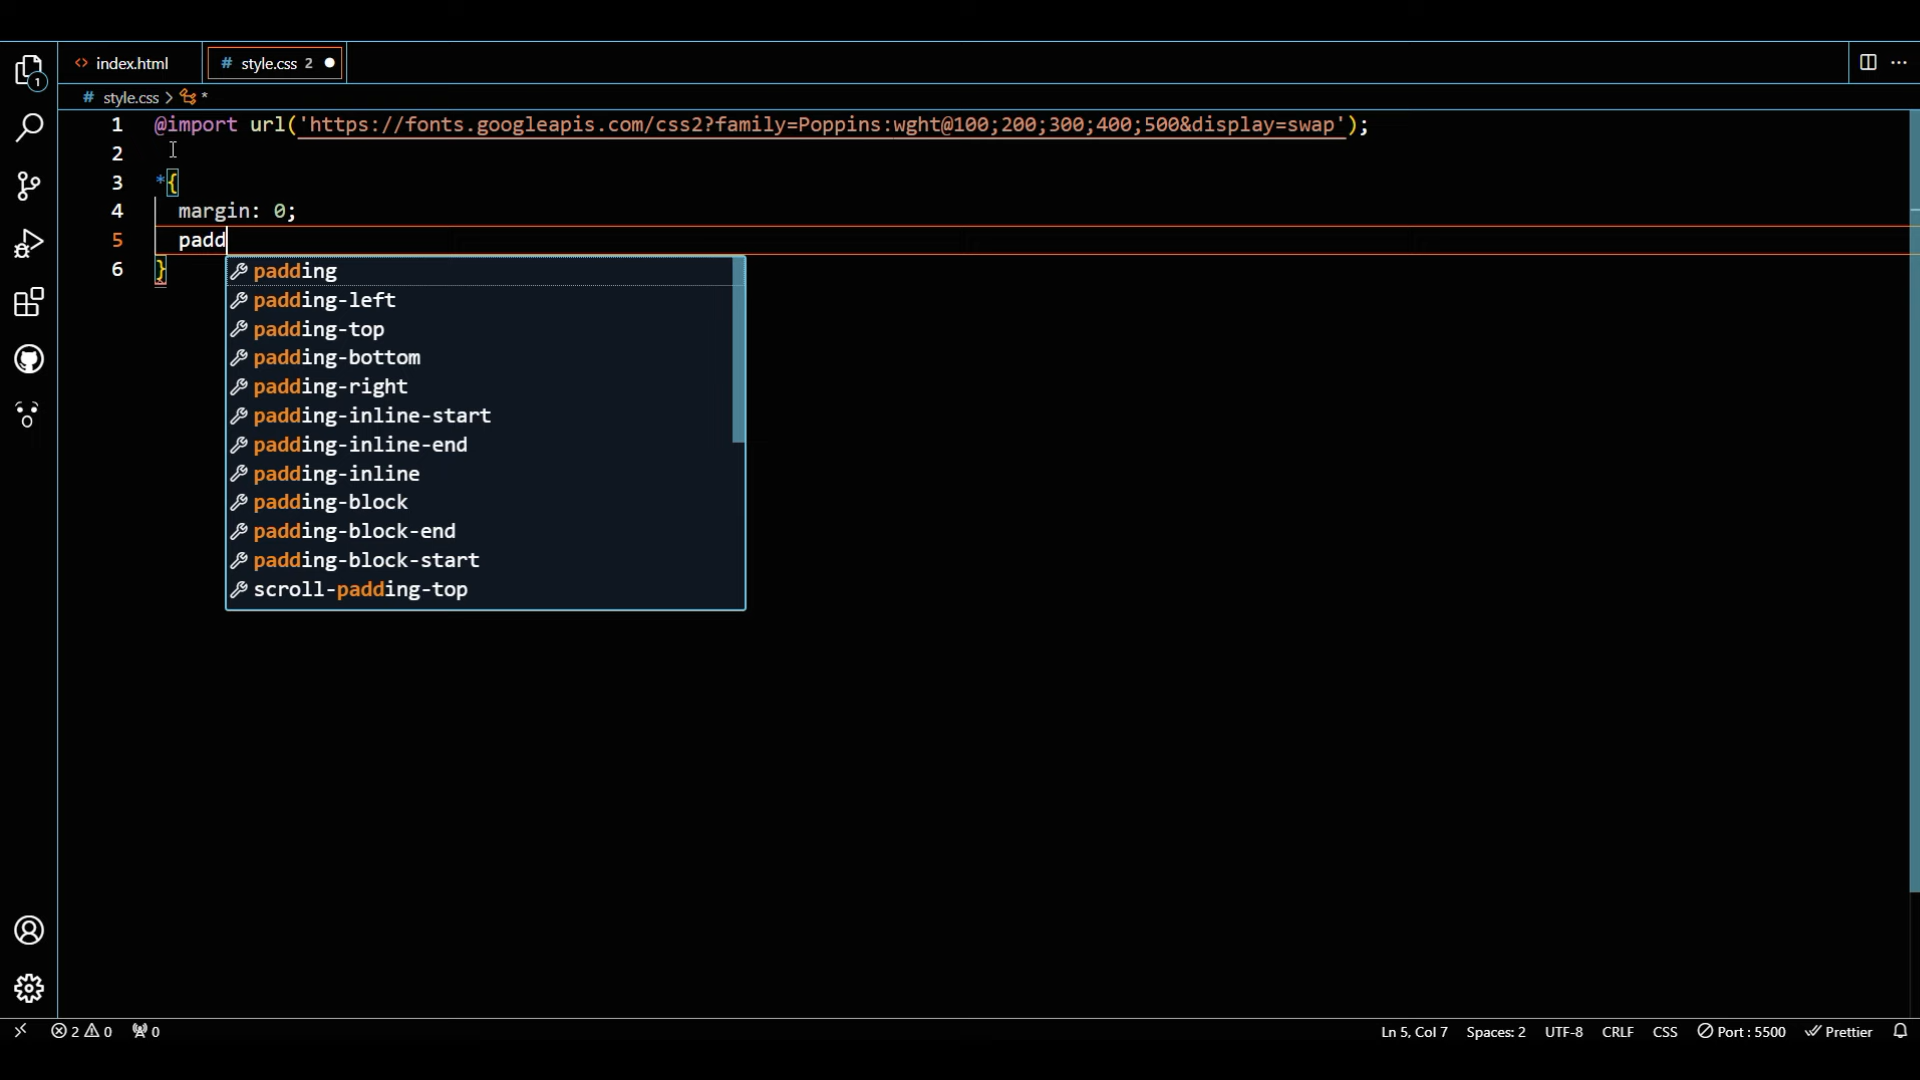 1
index.html
# style.css 2
# style.css > *
1 @import url('https://fonts.googleapis.com/css2?family=Poppins:wght@100;200;300;400;500&display=swap');
2
3 *{
4 margin: 0;
5 padd
6 }
padding
padding-left
padding-top
padding-bottom
padding-right
padding-inline-start
padding-inline-end
padding-inline
padding-block
padding-block-end
padding-block-start
scroll-padding-top
2 0 0
Ln 5, Col 7 Spaces: 2 UTF-8 CRLF CSS Port : 5500 Prettier